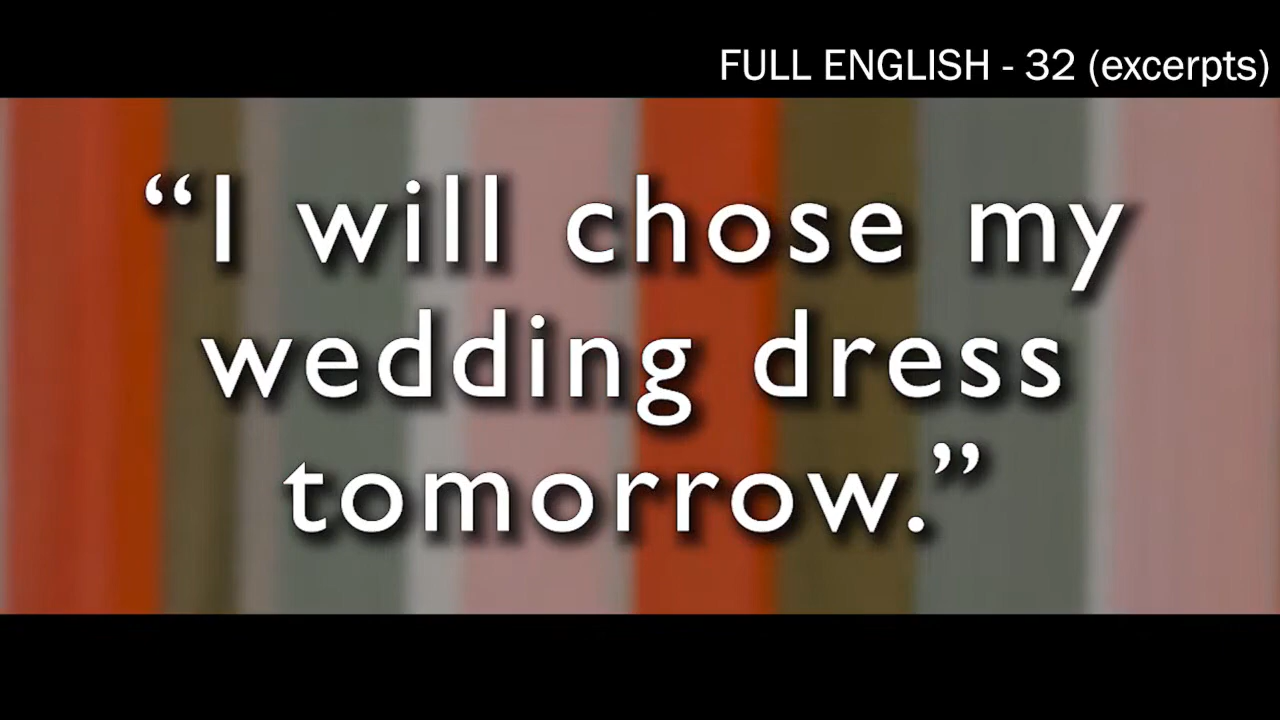 FULL ENGLISH - 32 (excerpts)
“I will chose my
wedding dress
tomorrow.”